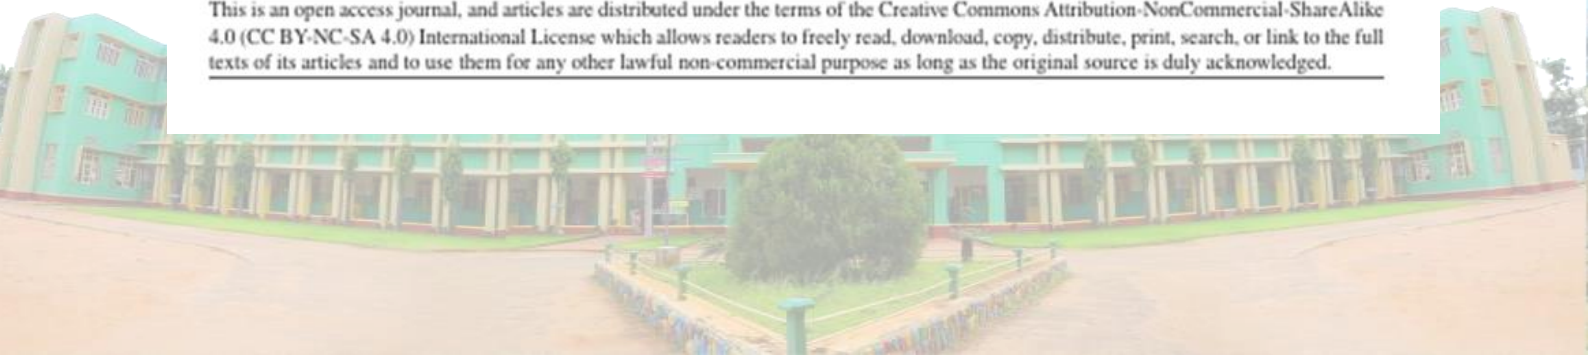 This is an open access journal, and articles are distributed under the terms of the Creative Commons Attribution-NonCommercial-ShareAlike
4.0 (CC BY-NC-SA 4.0) International License which allows readers to freely read, download, copy, distribute, print, search, or link to the full
texts of its articles and to use them for any other lawful non-commercial purpose as long as the original source is duly acknowledged.